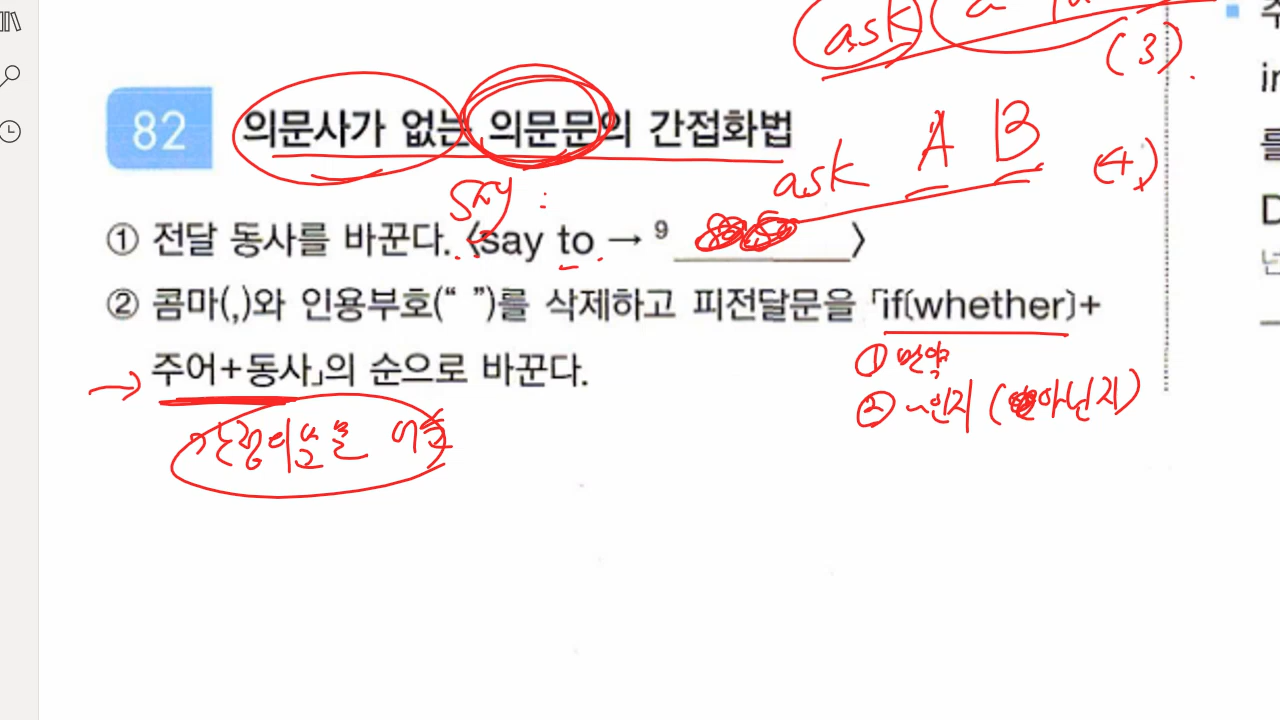 ask a
(3)
82 의문사가 없는 의문문의 간접화법
ask A B (4)
say :
① 전달 동사를 바꾼다. 〈say to → 9 〉
② 콤마(,)와 인용부호(“ ”)를 삭제하고 피전달문을 「if(whether)+
주어+동사」의 순으로 바꾼다.
① 만약
② ~인지 (아닌지)
를
D